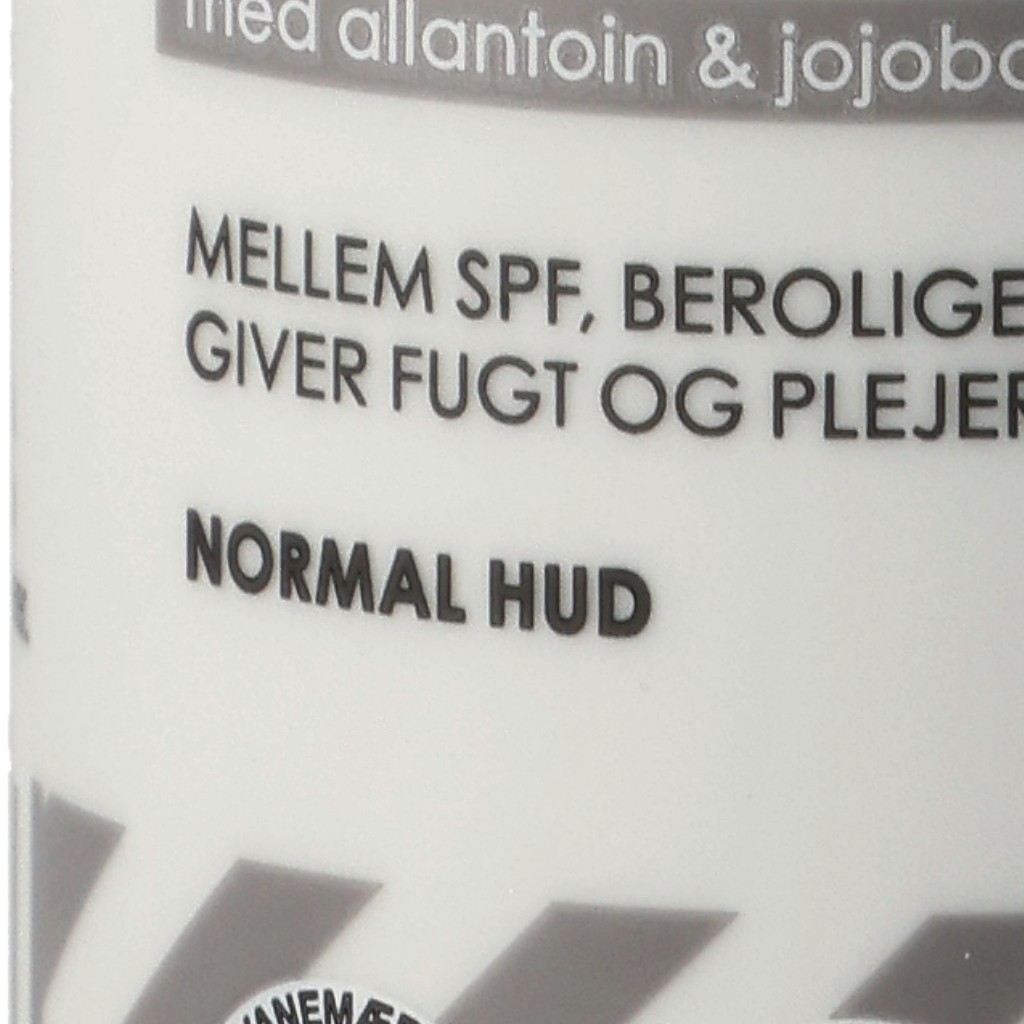 med allantoin & jojoba
MELLEM SPF, BEROLIGE
GIVER FUGT OG PLEJER
NORMAL HUD